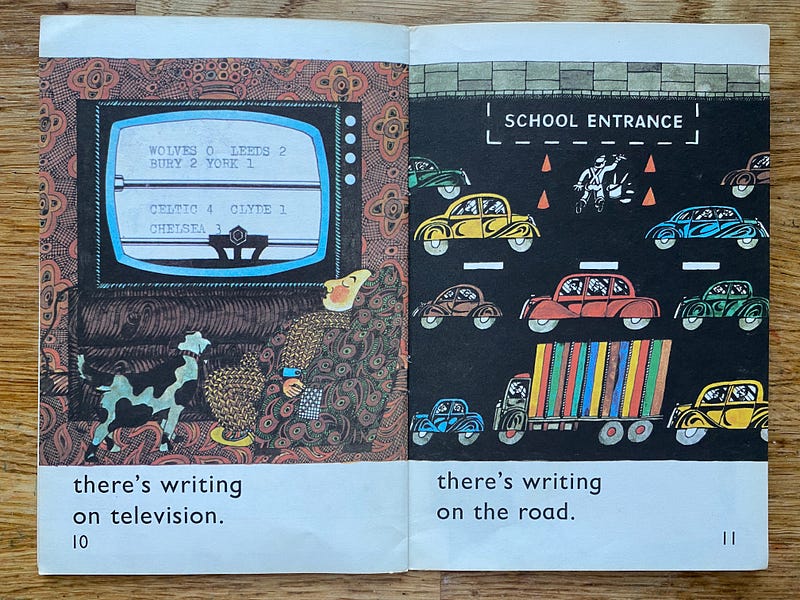 WOLVES 0 LEEDS 2
BURY 2 YORK 1
CELTIC 4 CLYDE 1
CHELSEA 3
there's writing
on television.
10
SCHOOL ENTRANCE
there's writing
on the road.
11